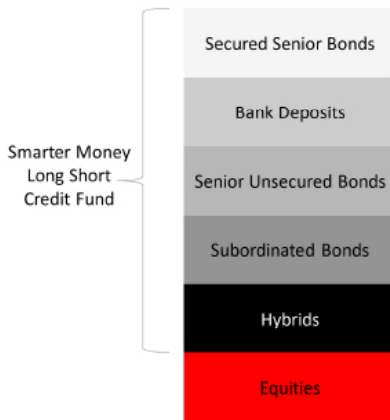 Secured Senior Bonds
Bank Deposits
Smarter Money
Long Short
Credit Fund
Senior Unsecured Bonds
Subordinated Bonds
Hybrids
Equities